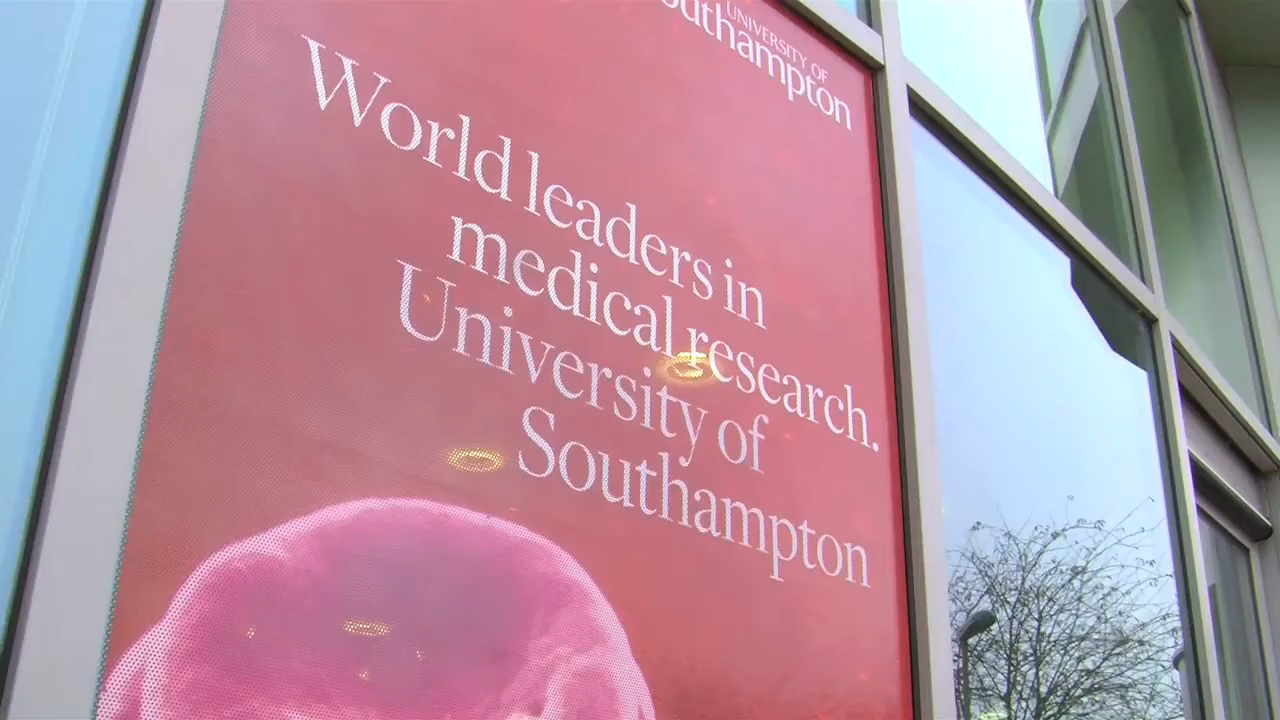 UNIVERSITY OF
Southampton
World leaders in
medical research.
University of
Southampton